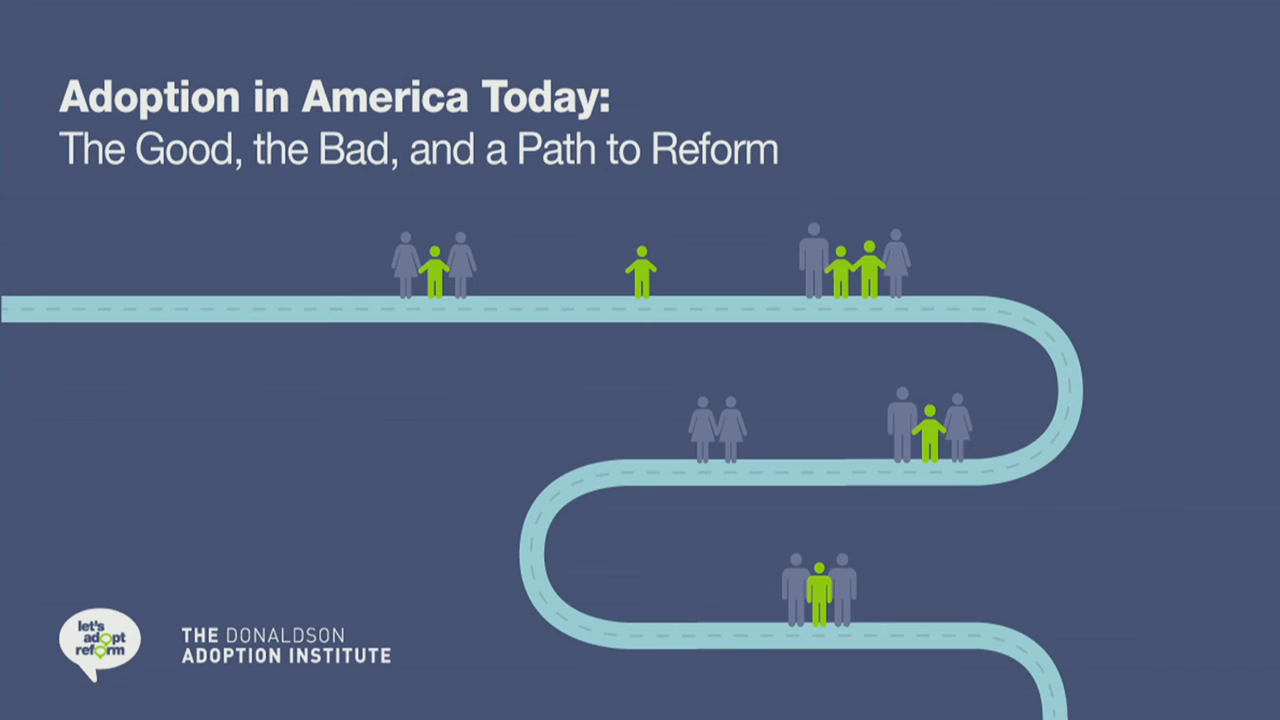 Adoption in America Today:
The Good, the Bad, and a Path to Reform
let's
adopt
reform
THE DONALDSON
ADOPTION INSTITUTE